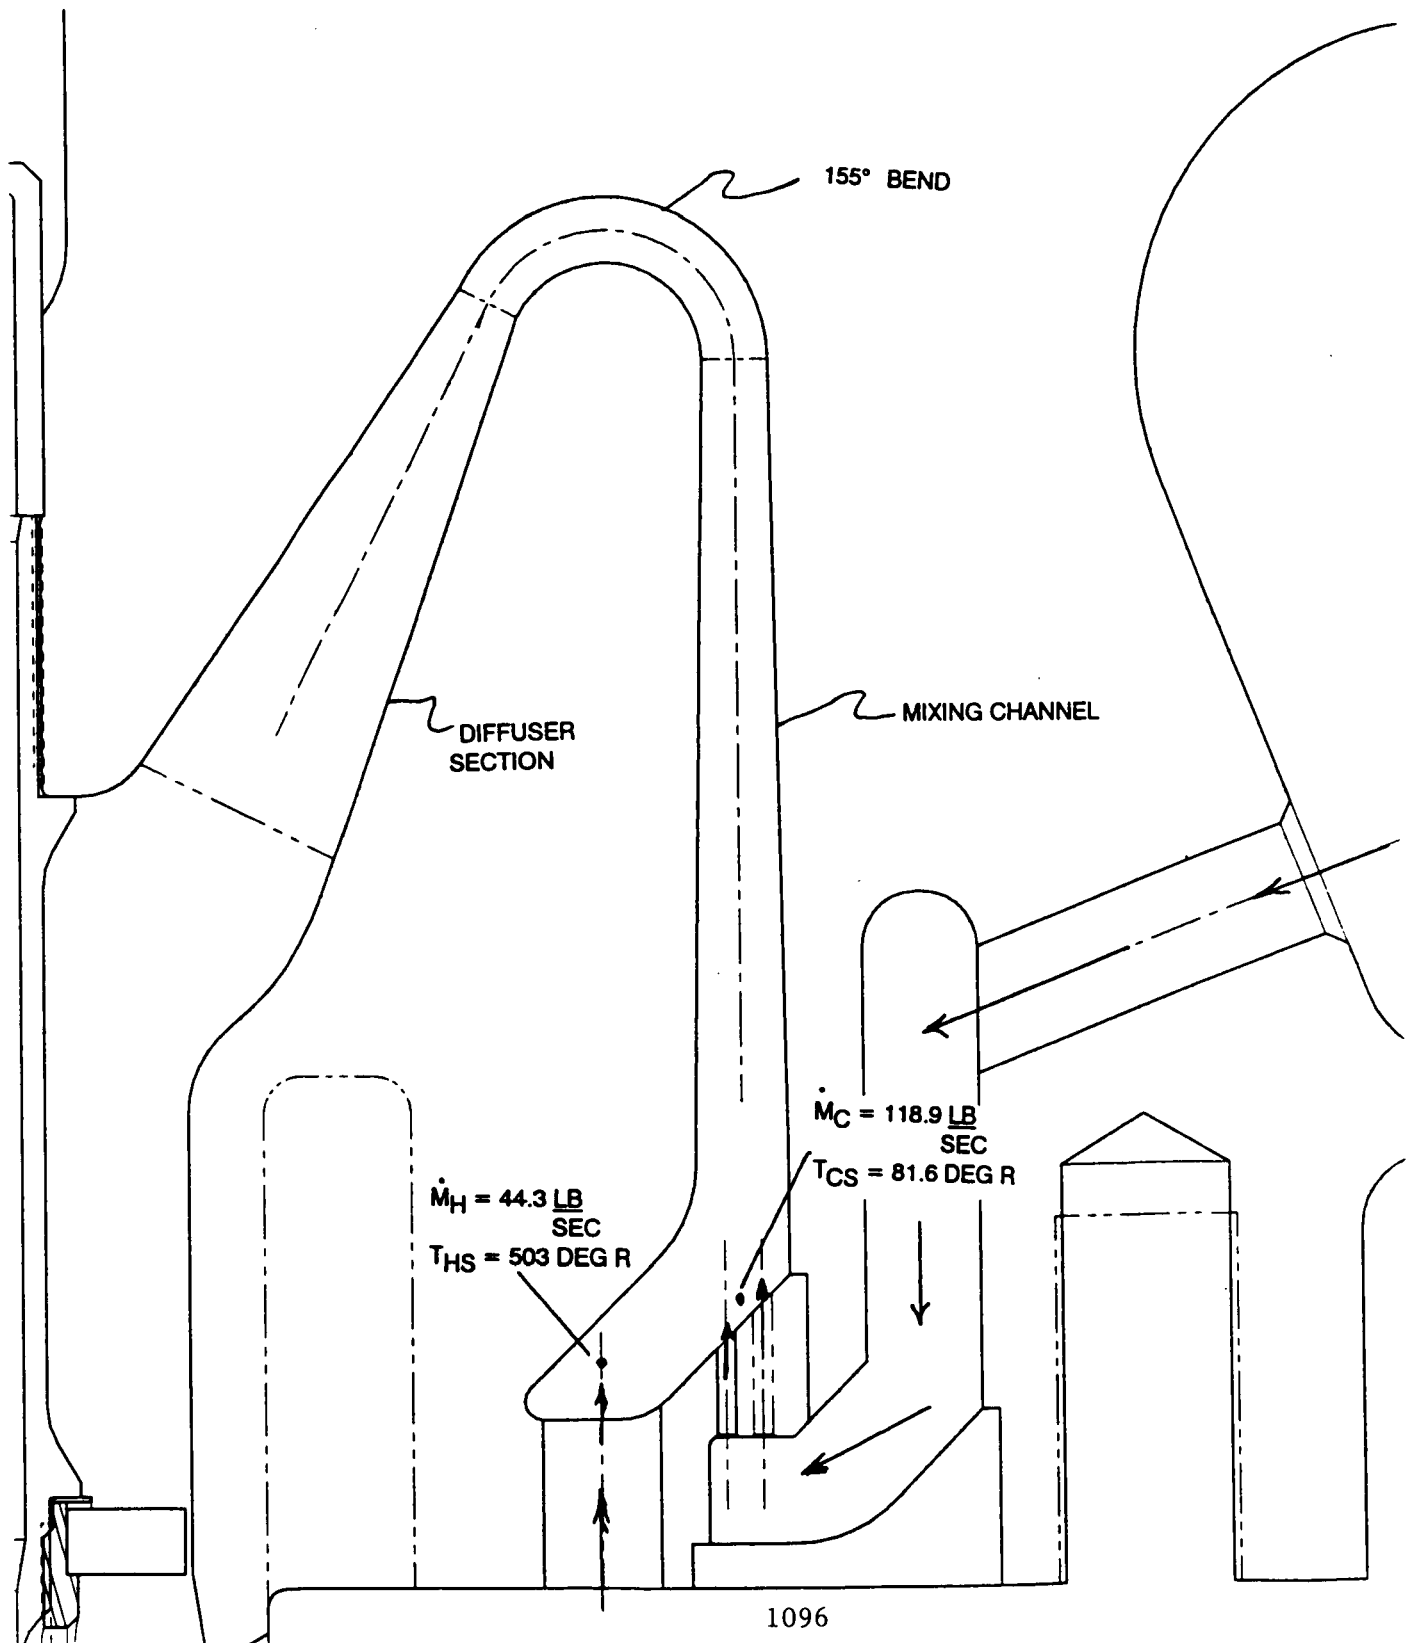 155° BEND
DIFFUSER
SECTION
MIXING CHANNEL
ṀC = 118.9 LB
SEC
TCS = 81.6 DEG R
ṀH = 44.3 LB
SEC
THS = 503 DEG R
1096